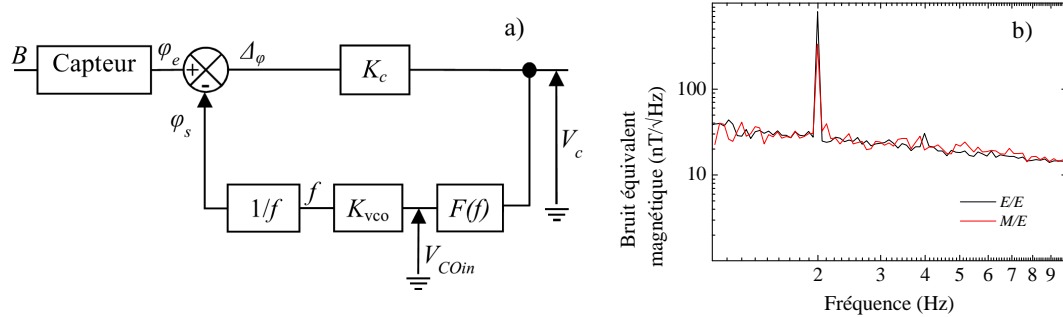 a)
B
Capteur
φe
+
-
Δφ
Kc
φs
Vc
1/f
f
Kvco
F(f)
VCOin
b)
Bruit équivalent
magnétique (nT/√Hz)
100
10
E/E
M/E
2 3 4 5 6 7 8 9
Fréquence (Hz)